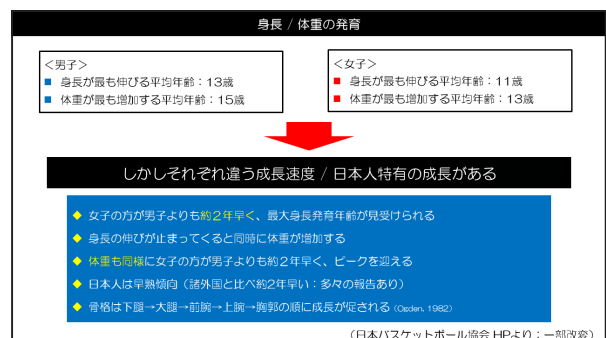 身長 / 体重の発育
<男子>
■ 身長が最も伸びる平均年齢:13歳
■ 体重が最も増加する平均年齢:15歳
<女子>
■ 身長が最も伸びる平均年齢:11歳
■ 体重が最も増加する平均年齢:13歳
しかしそれぞれ違う成長速度 / 日本人特有の成長がある
◆ 女子の方が男子よりも約2年早く、最大身長発育年齢が見受けられる
◆ 身長の伸びが止まってくると同時に体重が増加する
◆ 体重も同様に女子の方が男子よりも約2年早く、ピークを迎える
◆ 日本人は早熟傾向(諸外国と比べ約2年早い:多々の報告あり)
◆ 骨格は下腿→大腿→前腕→上腕→胸郭の順に成長が促される (Ogden. 1982)
(日本バスケットボール協会 HPより:一部改変)